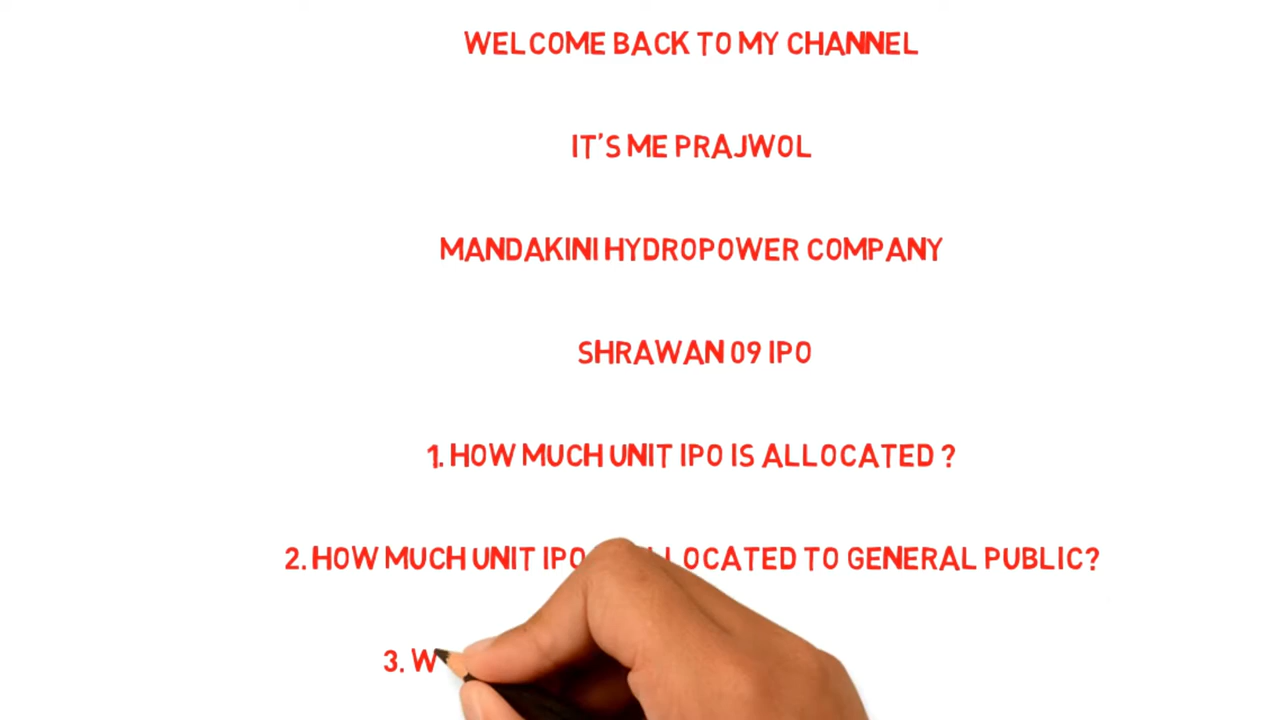 WELCOME BACK TO MY CHANNEL
IT'S ME PRAJWOL
MANDAKINI HYDROPOWER COMPANY
SHRAWAN 09 IPO
1. HOW MUCH UNIT IPO IS ALLOCATED ?
2. HOW MUCH UNIT IPO LOCATED TO GENERAL PUBLIC?
3. W